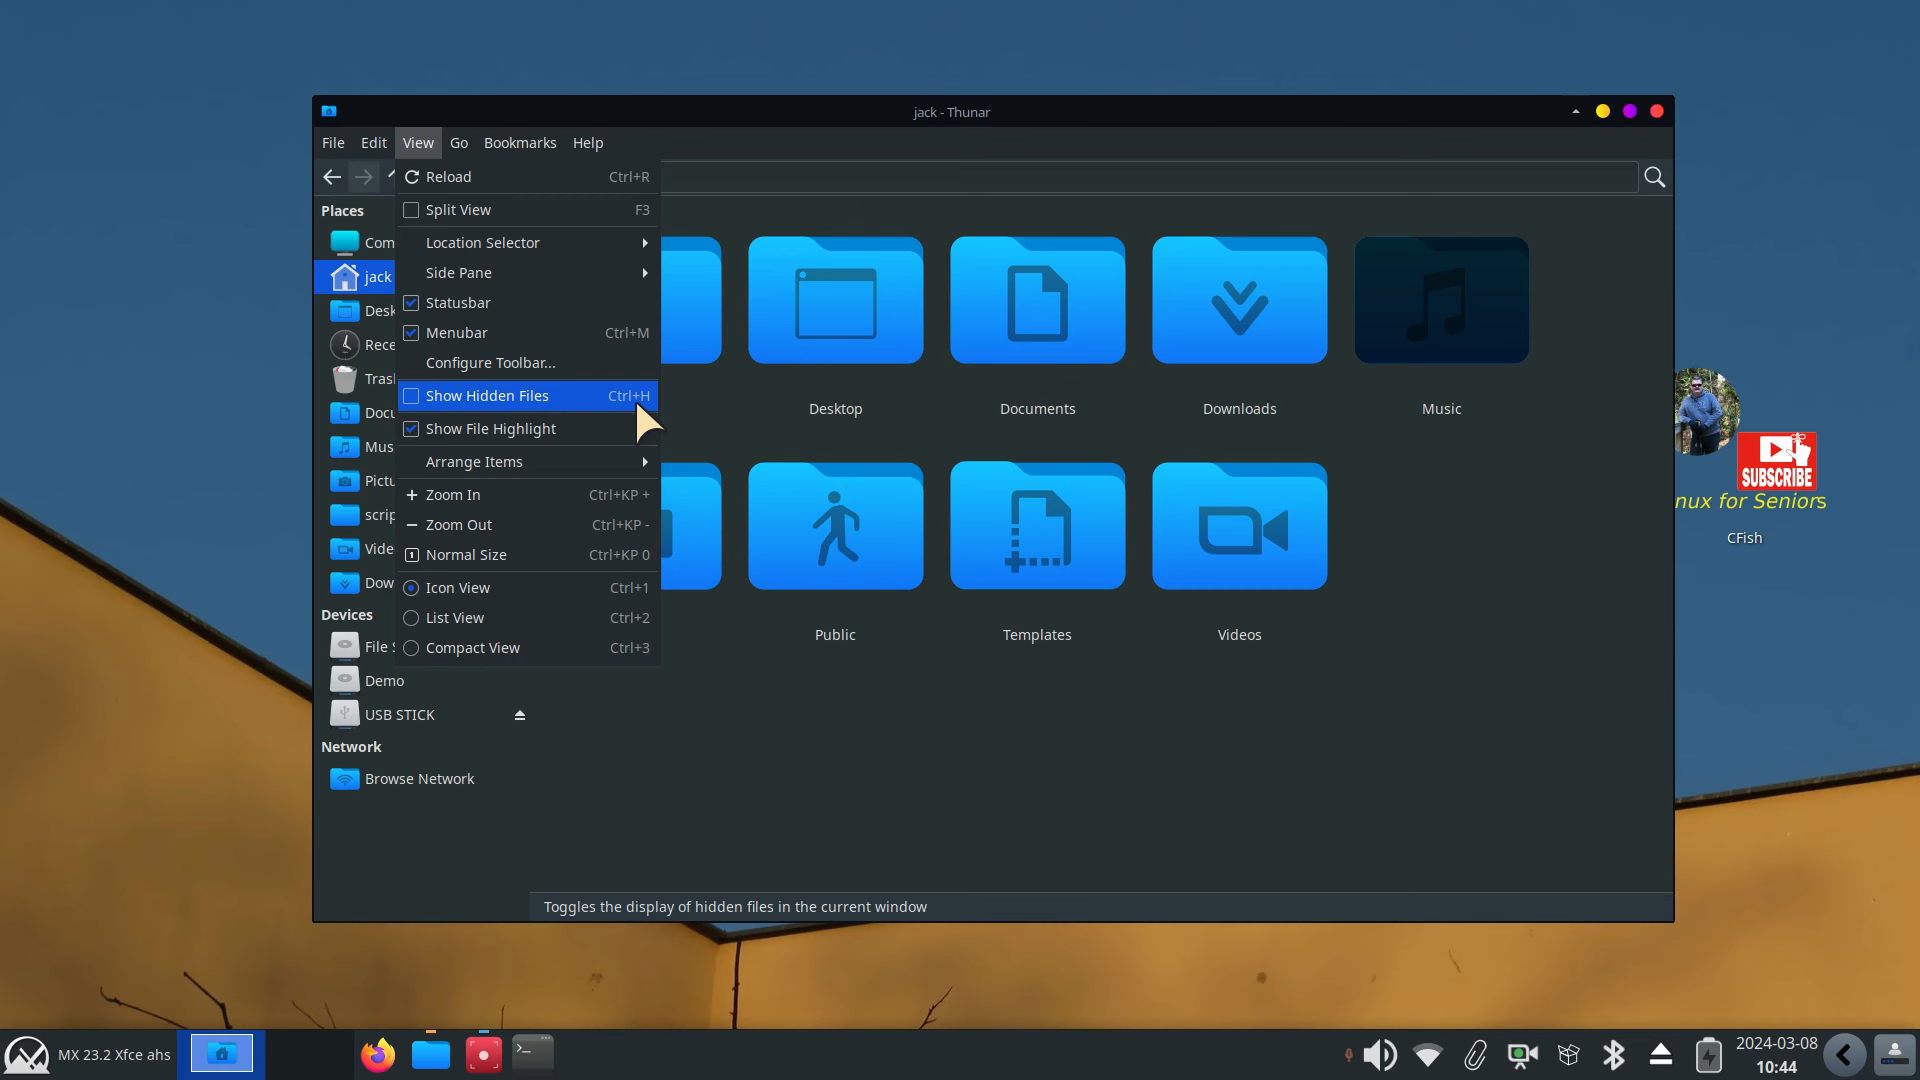 jack - Thunar
File Edit View Go Bookmarks Help
Reload Ctrl+R
Split View F3
Location Selector
Side Pane
Statusbar
Menubar Ctrl+M
Configure Toolbar...
Show Hidden Files Ctrl+H
Show File Highlight
Arrange Items
Zoom In Ctrl+KP +
Zoom Out Ctrl+KP -
Normal Size Ctrl+KP 0
Icon View Ctrl+1
List View Ctrl+2
Compact View Ctrl+3
Places
Com
jack
Desk
Rece
Tras
Docu
Mus
Pictu
scrip
Vide
Dow
Devices
File S
Demo
USB STICK
Network
Browse Network
Desktop
Documents
Downloads
Music
Public
Templates
Videos
Toggles the display of hidden files in the current window
SUBSCRIBE
nux for Seniors
CFish
MX 23.2 Xfce ahs
2024-03-08
10:44